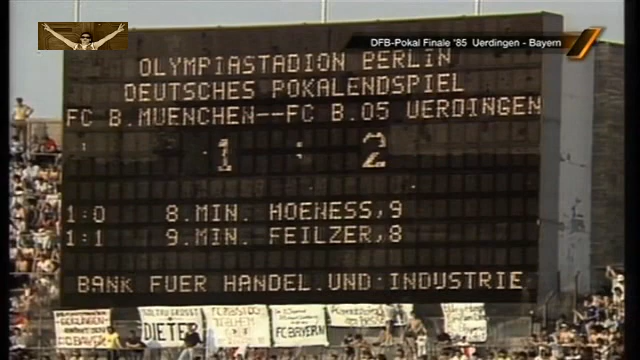 DFB-Pokal Finale '85 Uerdingen - Bayern
OLYMPIASTADION BERLIN
DEUTSCHES POKALENDSPIEL
FC B.MUENCHEN--FC B.05 UERDINGEN
1 : 2
1:0 8.MIN. HOENESS,9
1:1 9.MIN. FEILZER,8
BANK FUER HANDEL.UND:INDUSTRIE
DIETER
FC.BAYERN